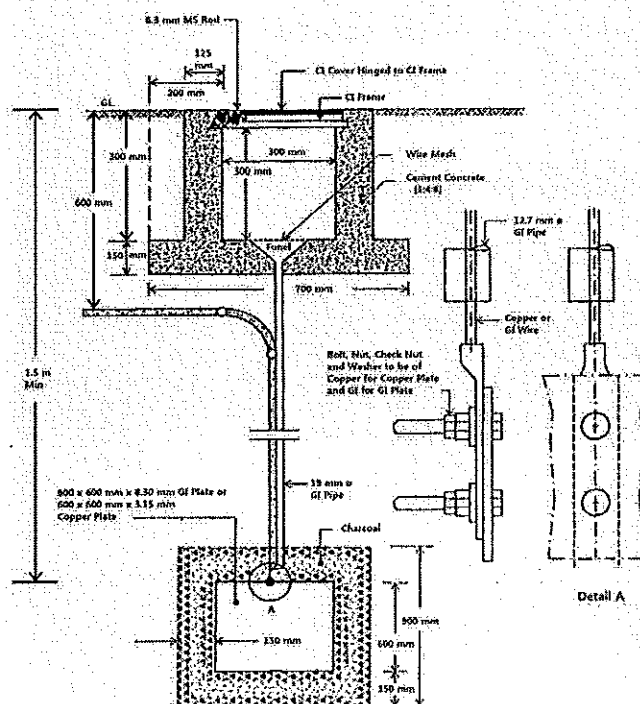 6.3 mm MS Rod
125
mm
200 mm
CI Cover Hinged to CI Frame
CI Frame
GL
300 mm
300 mm
300 mm
Wire Mesh
Cement Concrete
(1:4:8)
600 mm
Funel
150 mm
700 mm
12.7 mm ø
GI Pipe
Copper or
GI Wire
1.5 m
Min
Bolt, Nut, Check Nut
and Washer to be of
Copper for Copper Plate
and GI for GI Plate
19 mm ø
GI Pipe
600 x 600 mm x 6.30 mm GI Plate or
600 x 600 mm x 3.15 mm
Copper Plate
Charcoal
A
Detail A
900 mm
600 mm
150 mm
150 mm